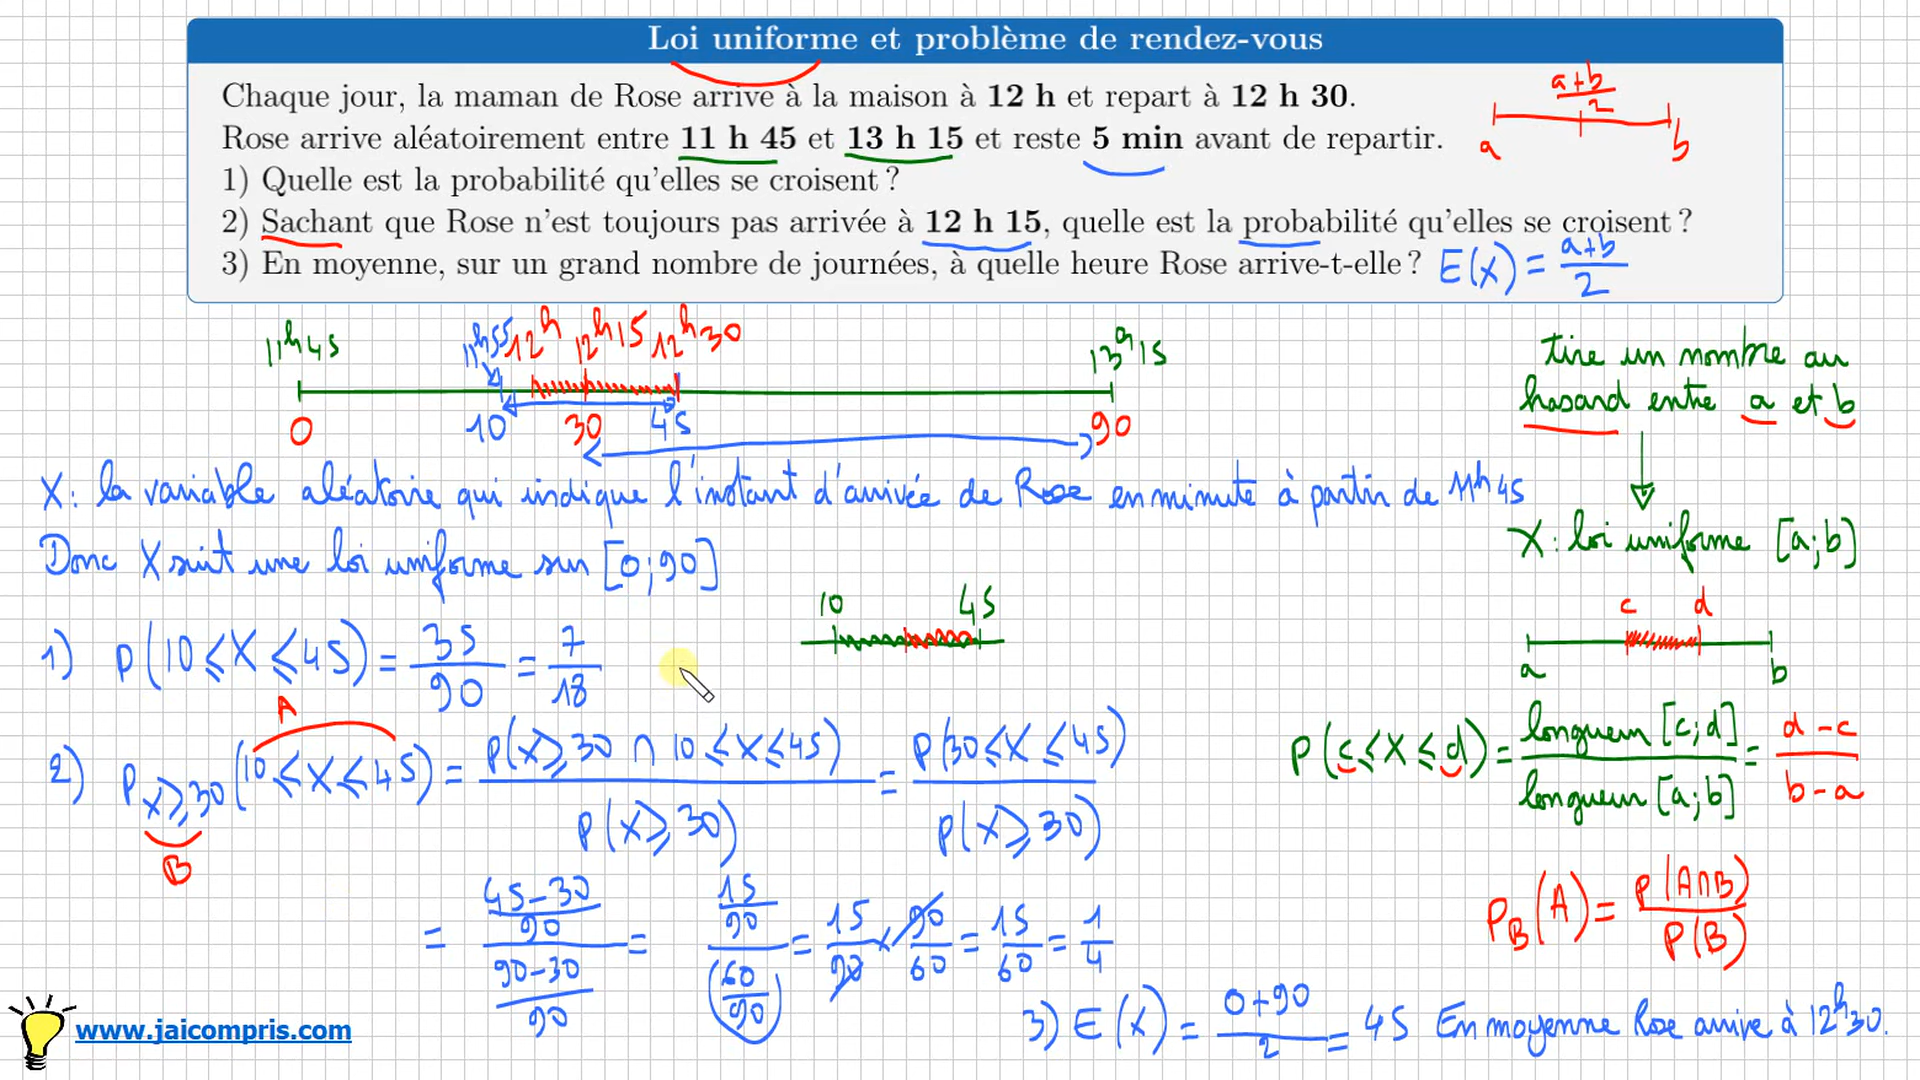 Loi uniforme et problème de rendez-vous
Chaque jour, la maman de Rose arrive à la maison à 12 h et repart à 12 h 30.
Rose arrive aléatoirement entre 11 h 45 et 13 h 15 et reste 5 min avant de repartir.
1) Quelle est la probabilité qu'elles se croisent ?
2) Sachant que Rose n'est toujours pas arrivée à 12 h 15, quelle est la probabilité qu'elles se croisent ?
3) En moyenne, sur un grand nombre de journées, à quelle heure Rose arrive-t-elle ? E(X) = a+b / 2
a+b / 2
a b
11h45 11h55 12h 12h15 12h30 13h15
0 10 30 45 90
tire un nombre au
hasard entre a et b
X : la variable aléatoire qui indique l'instant d'arrivée de Rose en minute à partir de 11h45
Donc X suit une loi uniforme sur [0;90]
X : loi uniforme [a;b]
10 45
c d
a b
1) P(10 ≤ X ≤ 45) = 35/90 = 7/18
A
2) P X≥30 (10 ≤ X ≤ 45) = P(X≥30 ∩ 10≤X≤45) / P(X≥30) = P(30≤X≤45) / P(X≥30)
B
P(c≤X≤d) = longueur [c;d] / longueur [a;b] = d-c / b-a
= (45-30 / 90) / (90-30 / 90) = (15/90) / (60/90) = 15/90 × 90/60 = 15/60 = 1/4
P B (A) = P(A∩B) / P(B)
3) E(X) = 0+90 / 2 = 45 En moyenne Rose arrive à 12h30.
www.jaicompris.com